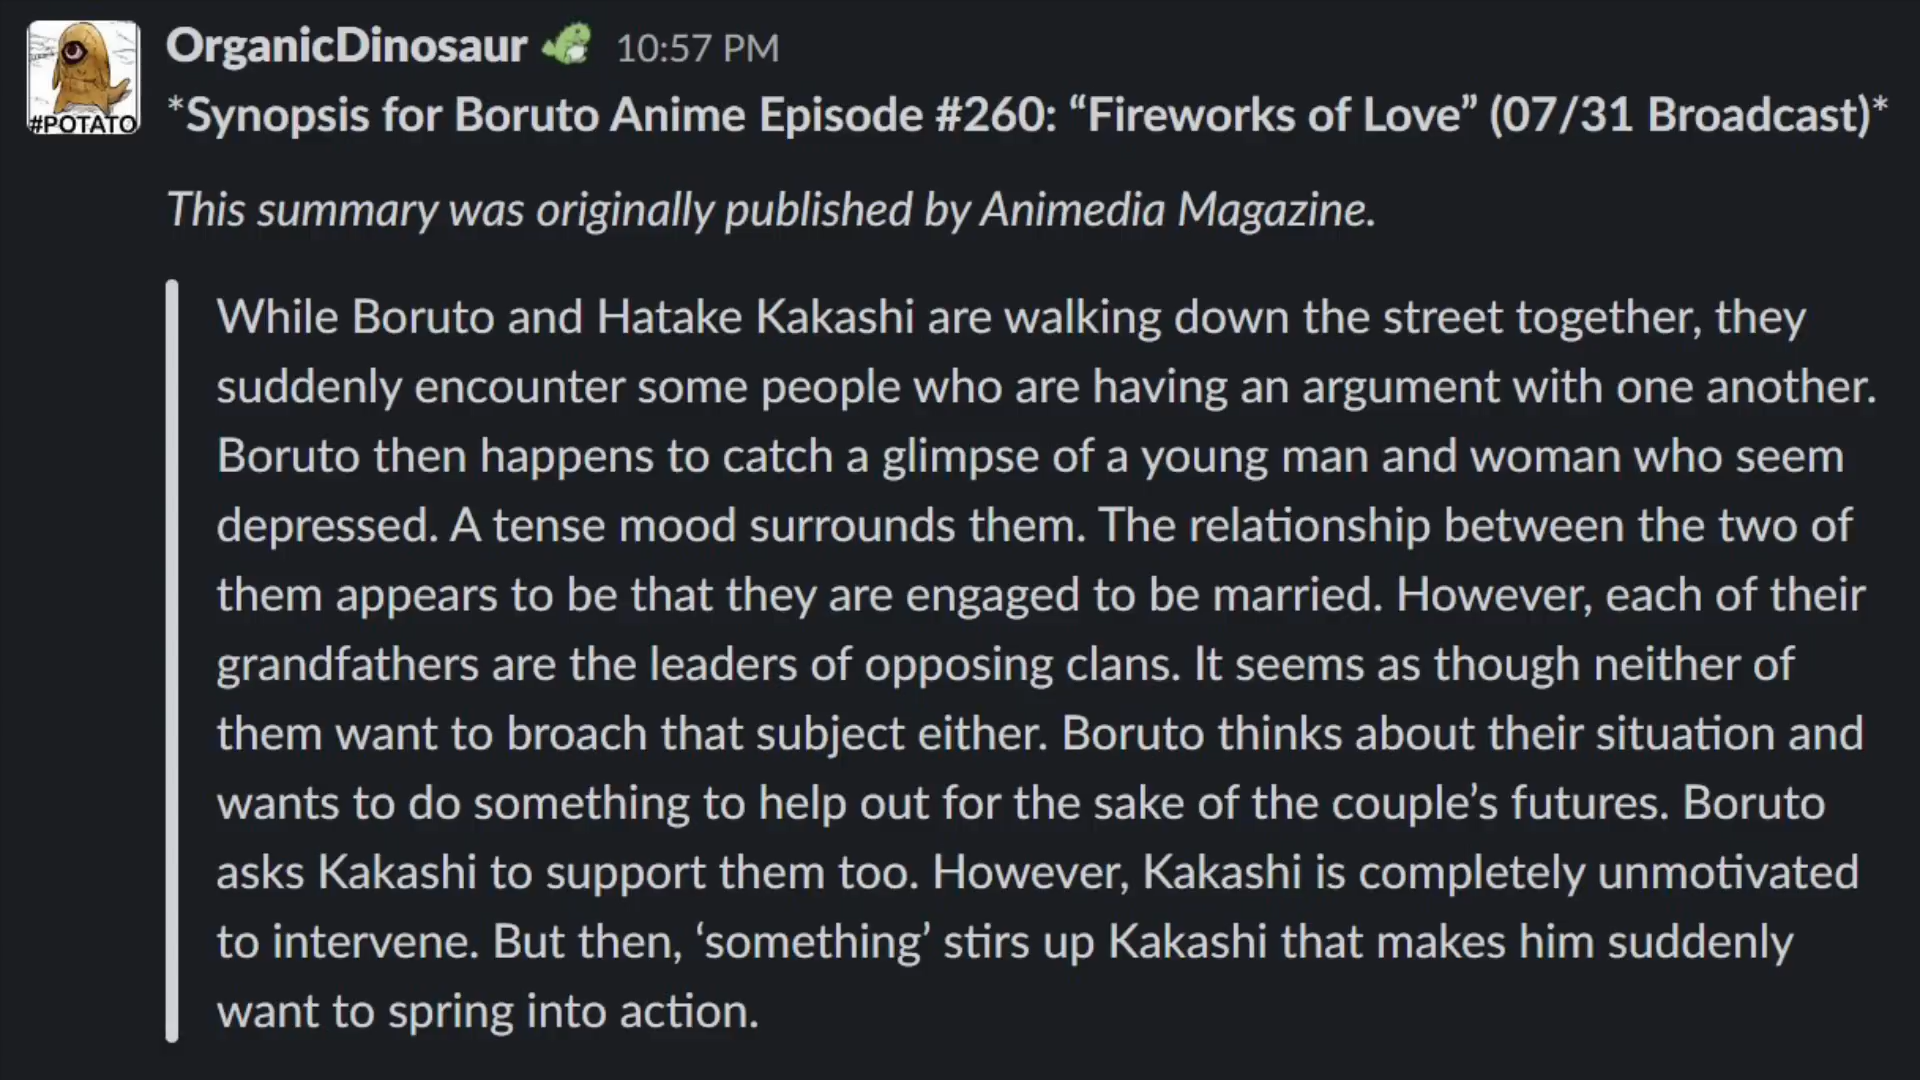 OrganicDinosaur 10:57 PM
#POTATO
*Synopsis for Boruto Anime Episode #260: “Fireworks of Love” (07/31 Broadcast)*
This summary was originally published by Animedia Magazine.
While Boruto and Hatake Kakashi are walking down the street together, they
suddenly encounter some people who are having an argument with one another.
Boruto then happens to catch a glimpse of a young man and woman who seem
depressed. A tense mood surrounds them. The relationship between the two of
them appears to be that they are engaged to be married. However, each of their
grandfathers are the leaders of opposing clans. It seems as though neither of
them want to broach that subject either. Boruto thinks about their situation and
wants to do something to help out for the sake of the couple’s futures. Boruto
asks Kakashi to support them too. However, Kakashi is completely unmotivated
to intervene. But then, ‘something’ stirs up Kakashi that makes him suddenly
want to spring into action.